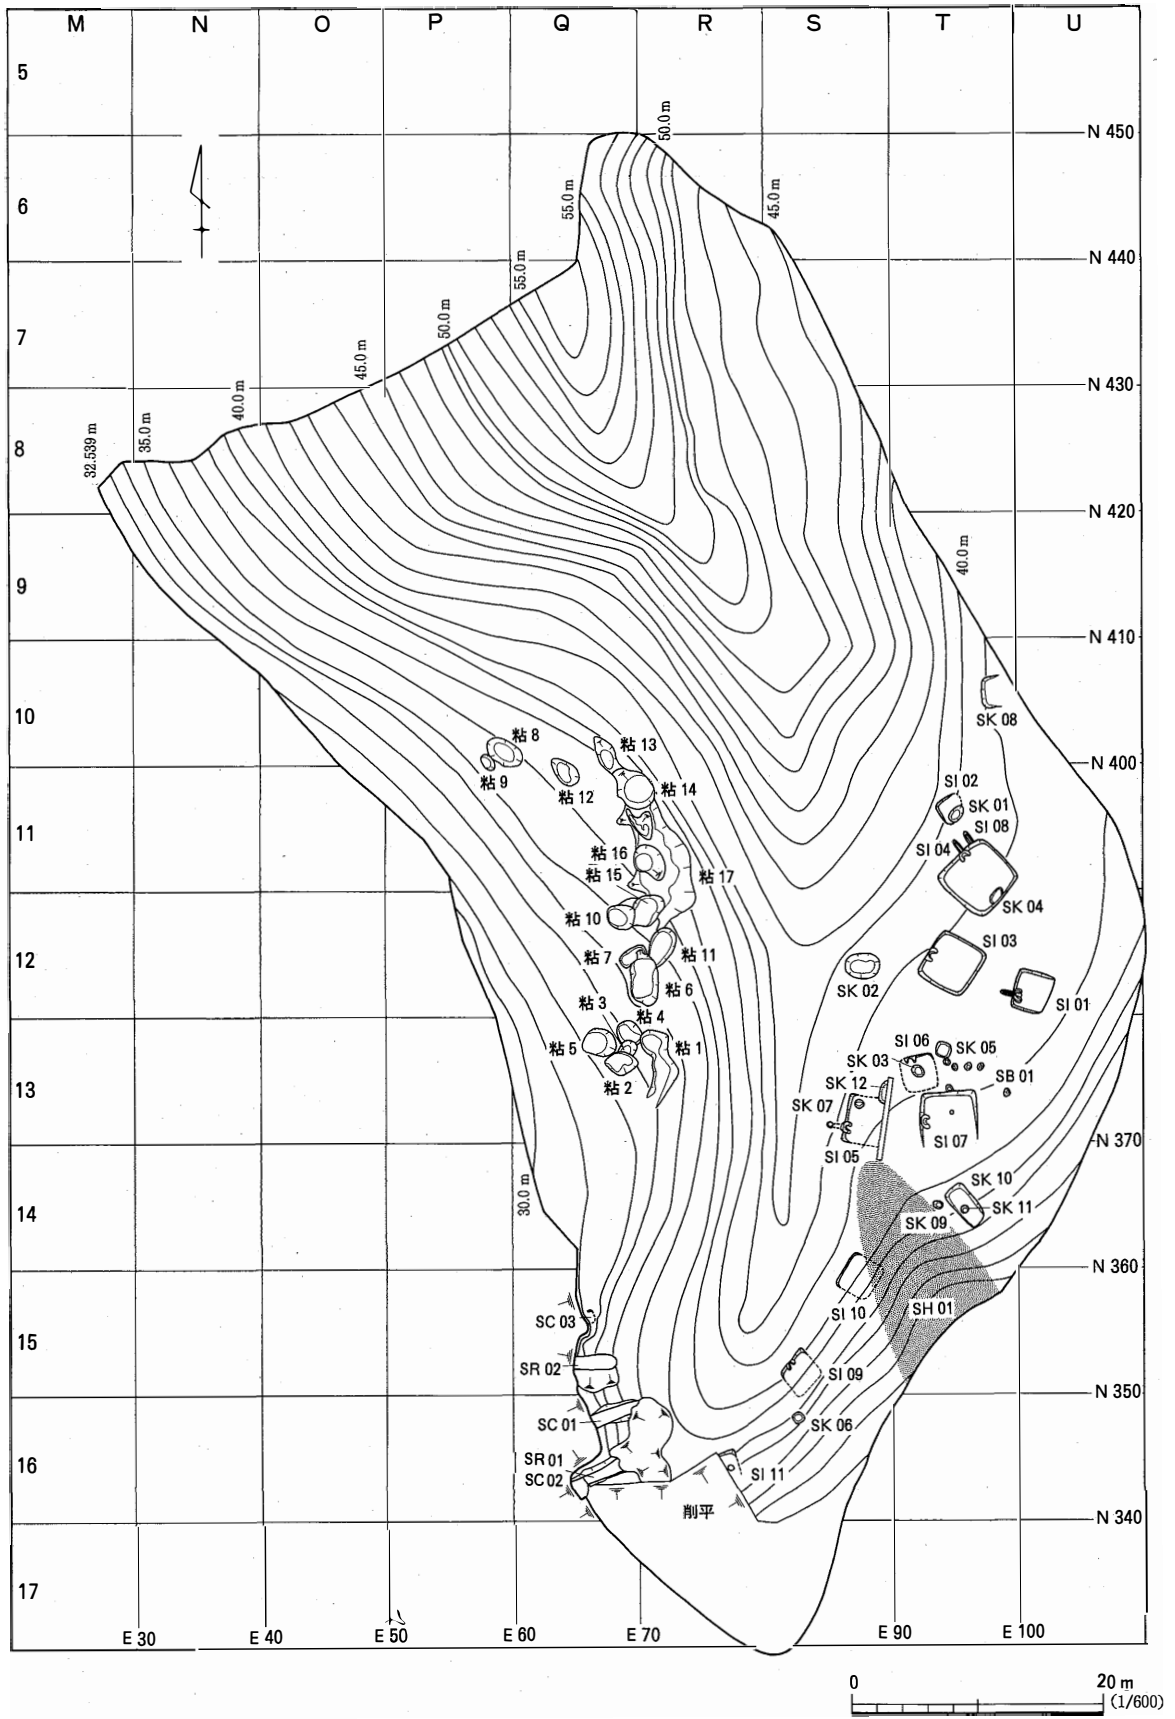 M N O P Q R S T U
5
50.0 m
N 450
6
55.0 m
45.0 m
N 440
55.0 m
7
50.0 m
45.0 m
N 430
40.0 m
35.0 m
32.539 m
8
N 420
40.0 m
9
N 410
10
SK 08
粘 8
粘 13
N 400
粘 9
粘 12
粘 14
SI 02
SK 01
SI 08
11
SI 04
粘 16
粘 15
粘 17
SK 04
粘 10
SI 03
12
粘 7
粘 11
SK 02
粘 6
SI 01
粘 3
粘 4
粘 5
粘 1
SI 06
SK 05
SK 03
SB 01
粘 2
13
SK 12
SK 07
SI 07
N 370
SI 05
SK 10
30.0 m
14
SK 11
SK 09
N 360
SH 01
SI 10
SC 03
15
SR 02
SI 09
N 350
SC 01
SK 06
SR 01
16
SC 02
SI 11
削平
N 340
17
E 30 E 40 E 50 E 60 E 70 E 90 E 100
0 20 m
(1/600)